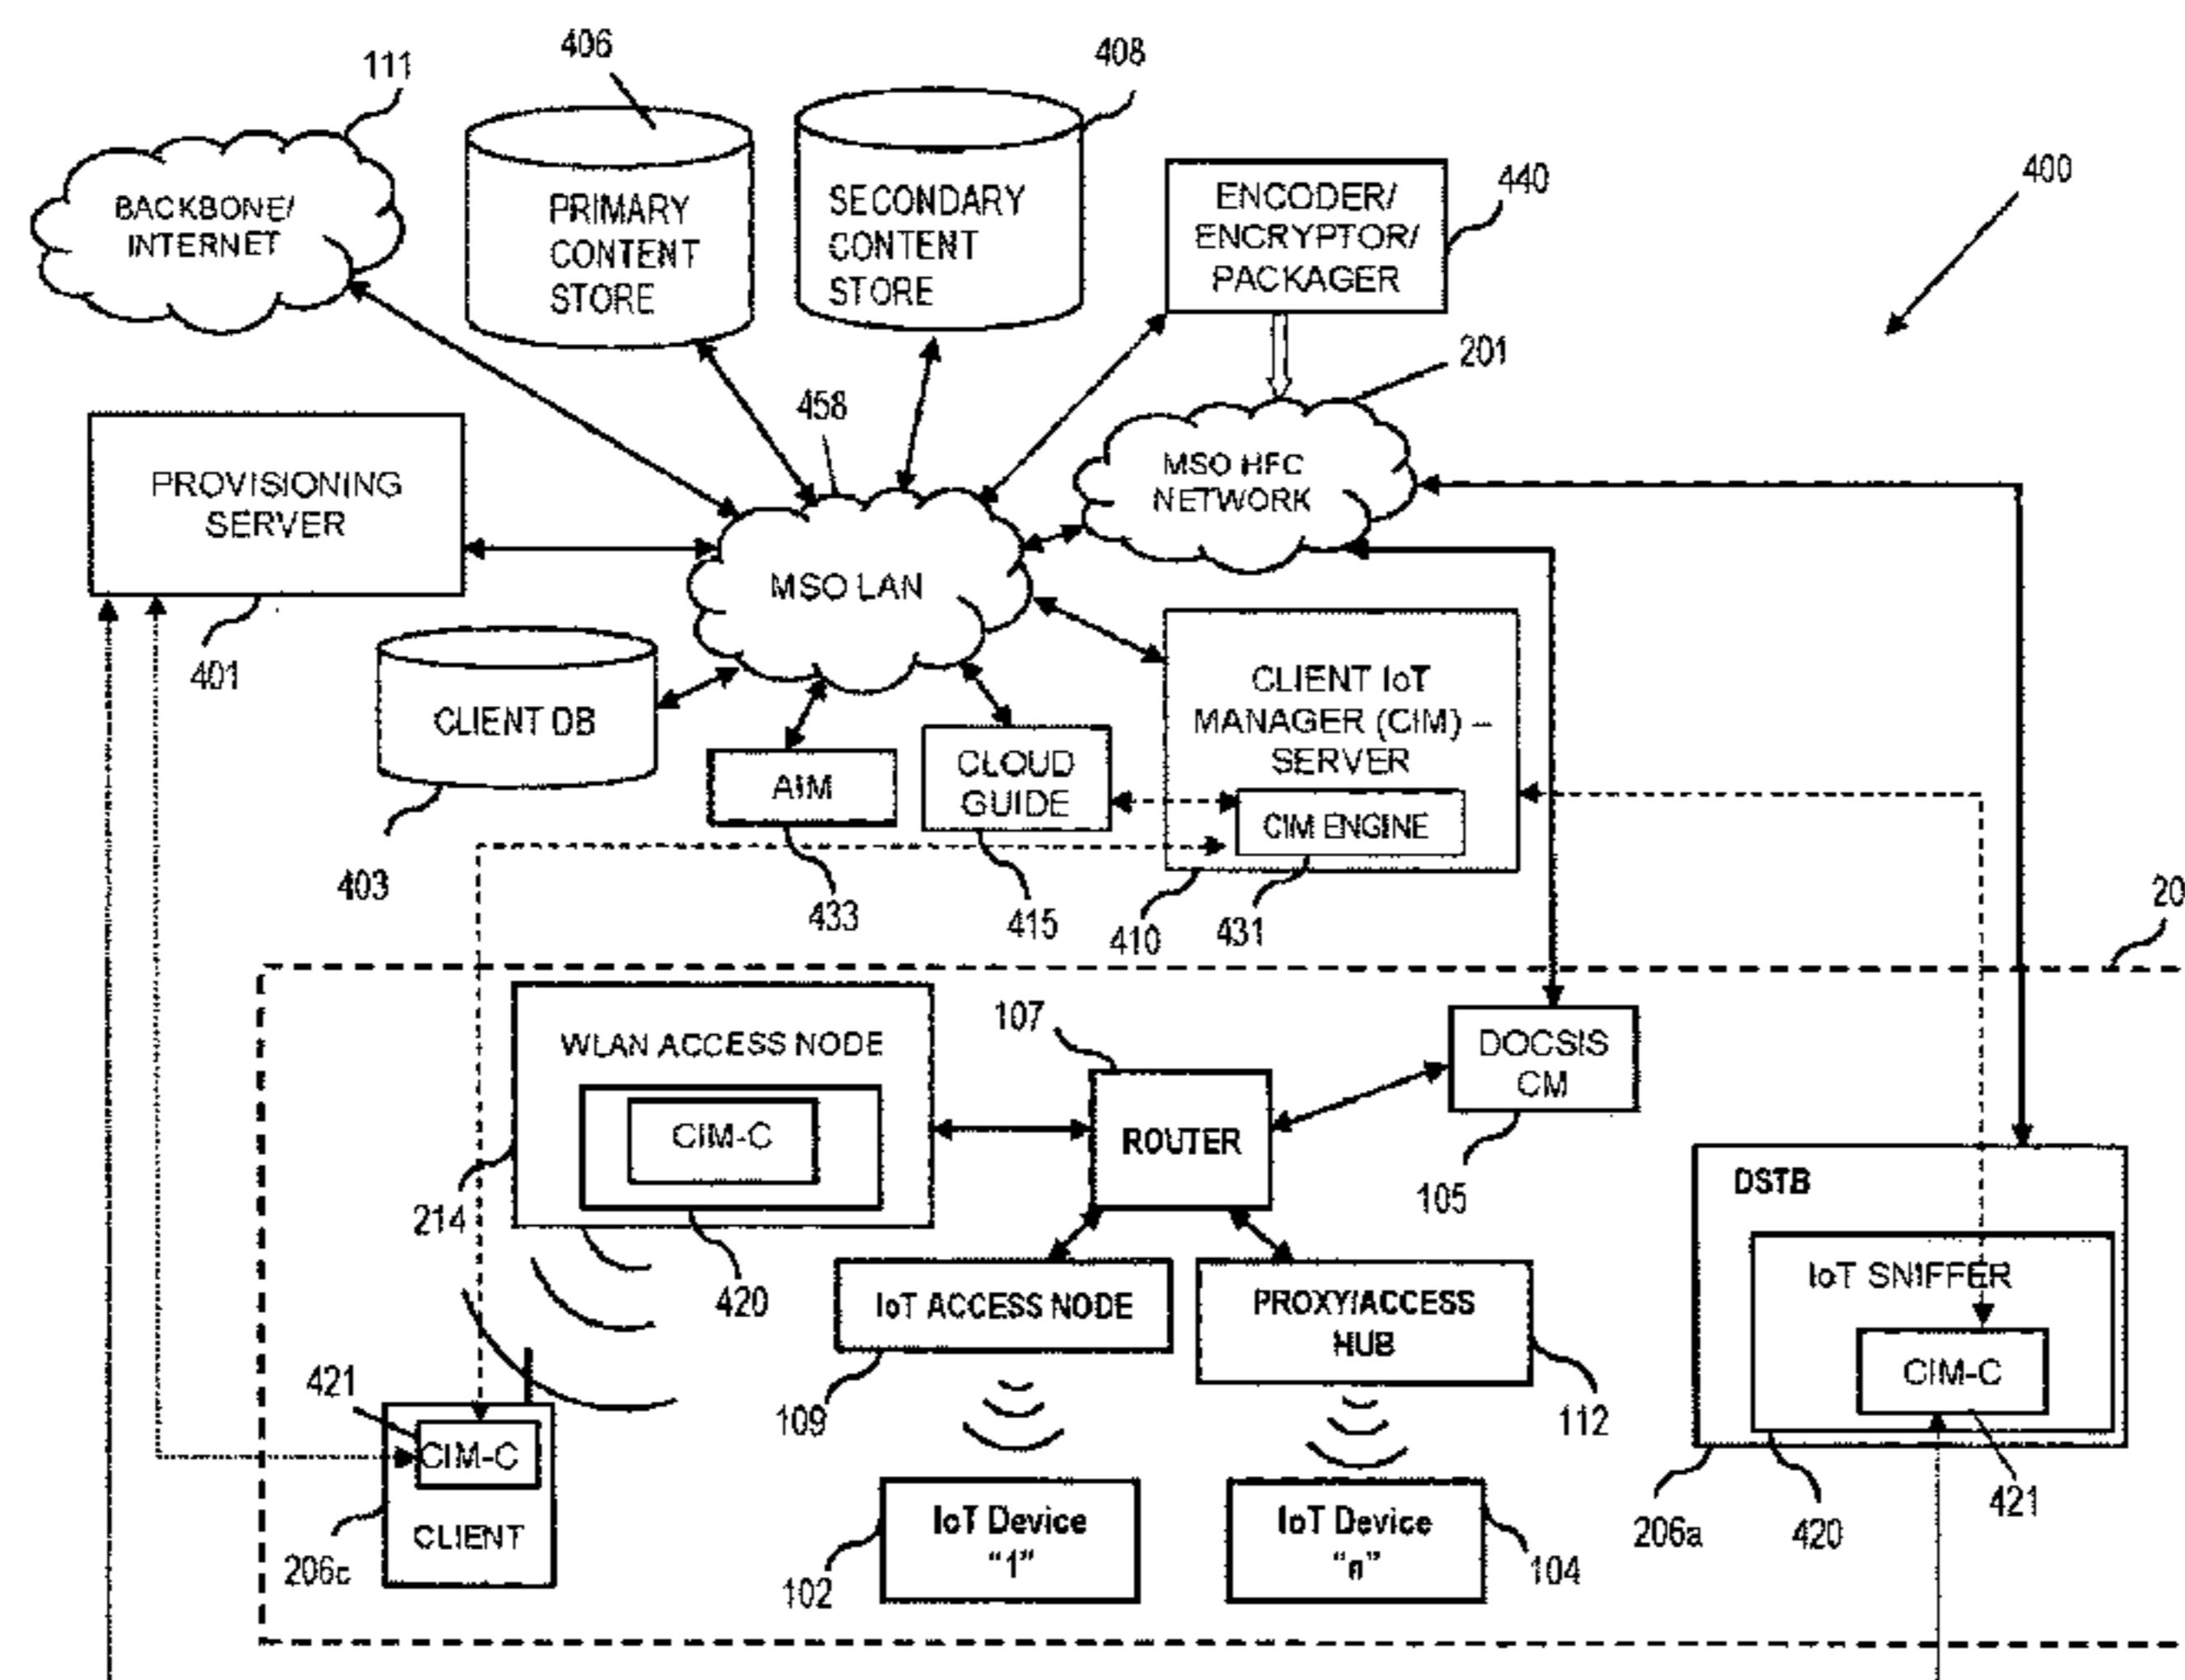 406
408
111
BACKBONE/
INTERNET
PRIMARY
CONTENT
STORE
SECONDARY
CONTENT
STORE
ENCODER/
ENCRYPTOR/
PACKAGER
440
400
201
458
MSO HFC
NETWORK
PROVISIONING
SERVER
401
MSO LAN
CLIENT DB
403
AIM
433
CLOUD
GUIDE
415
CLIENT IoT
MANAGER (CIM) –
SERVER
CIM ENGINE
410
431
20
WLAN ACCESS NODE
CIM-C
214
420
107
ROUTER
DOCSIS
CM
105
DSTB
IoT SNIFFER
CIM-C
206a
420
421
IoT ACCESS NODE
109
PROXY/ACCESS
HUB
112
421
CIM-C
CLIENT
206c
IoT Device
"1"
102
IoT Device
"n"
104